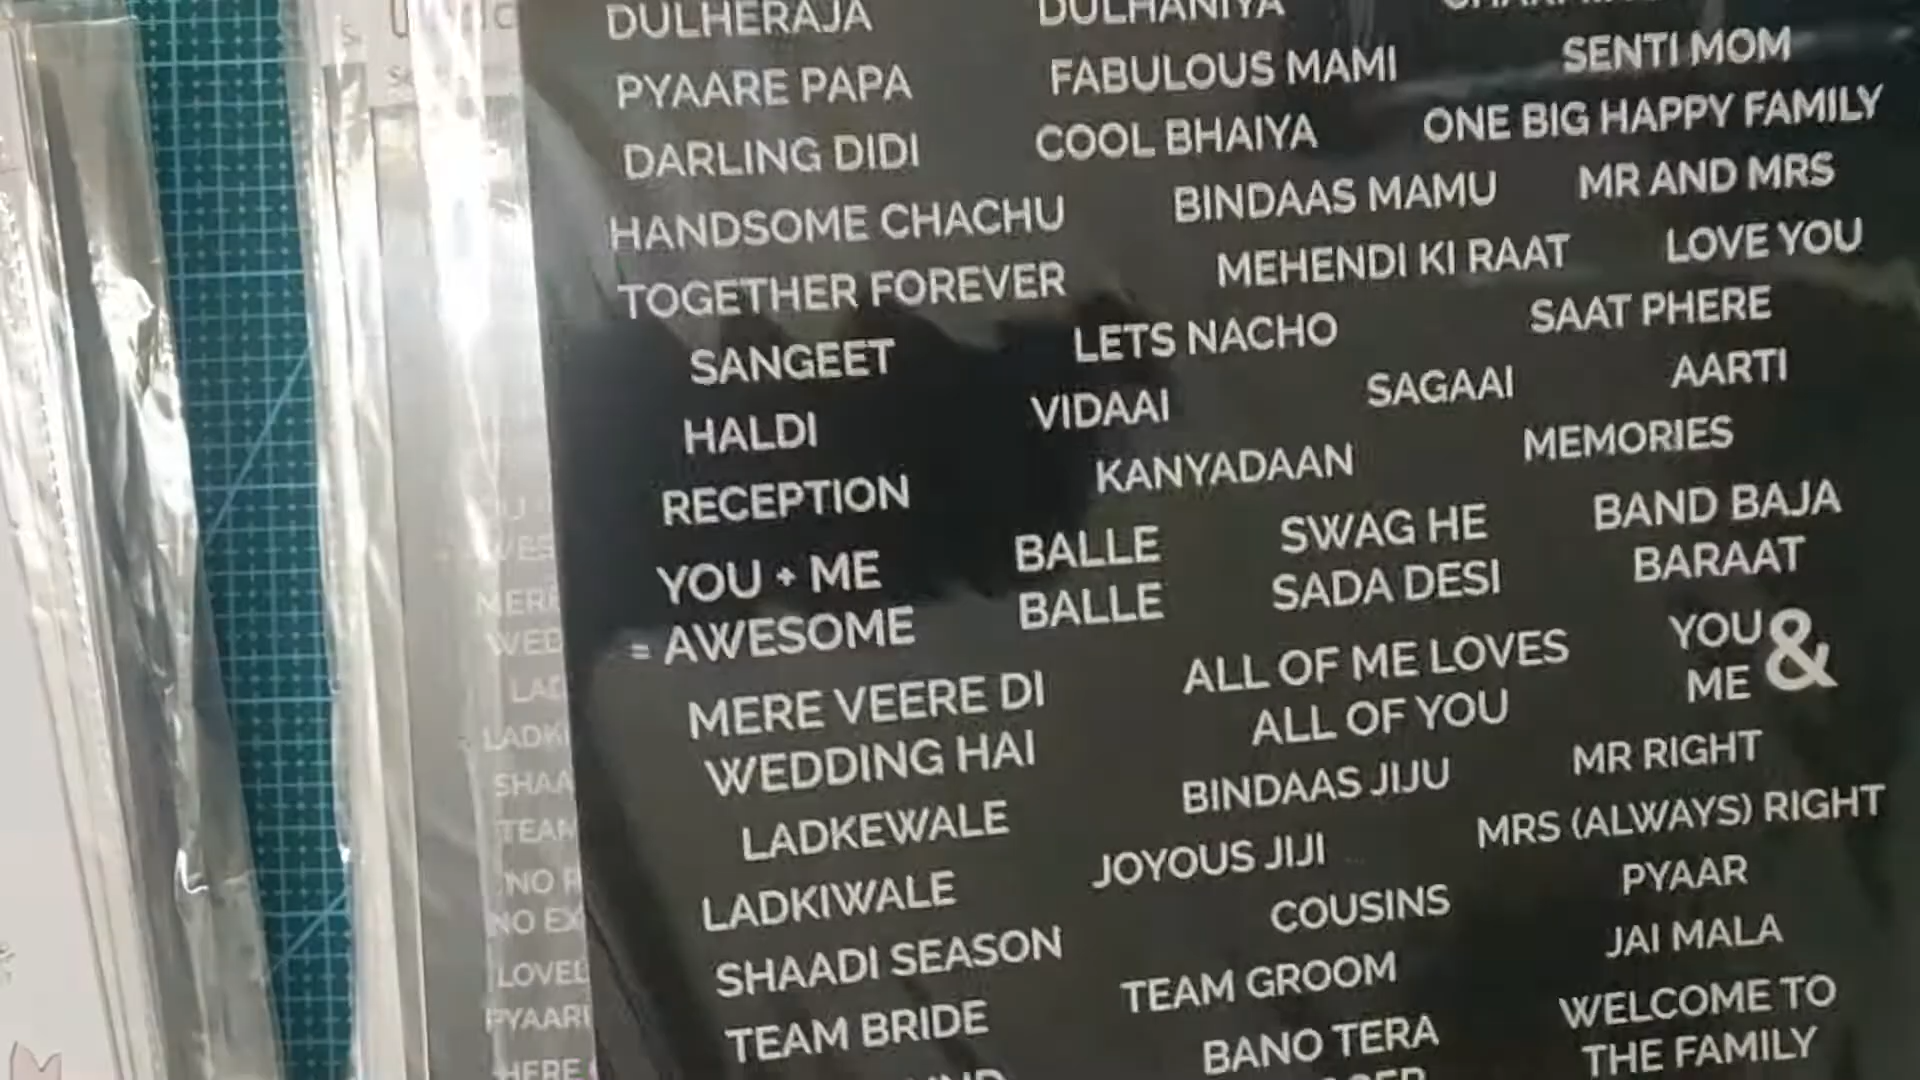 DULHERAJA DULHANIYA
PYAARE PAPA FABULOUS MAMI SENTI MOM
DARLING DIDI COOL BHAIYA ONE BIG HAPPY FAMILY
HANDSOME CHACHU BINDAAS MAMU MR AND MRS
TOGETHER FOREVER MEHENDI KI RAAT LOVE YOU
SANGEET LETS NACHO SAAT PHERE
HALDI VIDAAI SAGAAI AARTI
RECEPTION KANYADAAN MEMORIES
YOU + ME BALLE SWAG HE BAND BAJA
= AWESOME BALLE SADA DESI BARAAT
MERE VEERE DI ALL OF ME LOVES YOU &
WEDDING HAI ALL OF YOU ME
LADKEWALE BINDAAS JIJU MR RIGHT
LADKIWALE JOYOUS JIJI MRS (ALWAYS) RIGHT
SHAADI SEASON COUSINS PYAAR
TEAM BRIDE TEAM GROOM JAI MALA
BANO TERA WELCOME TO
THE FAMILY